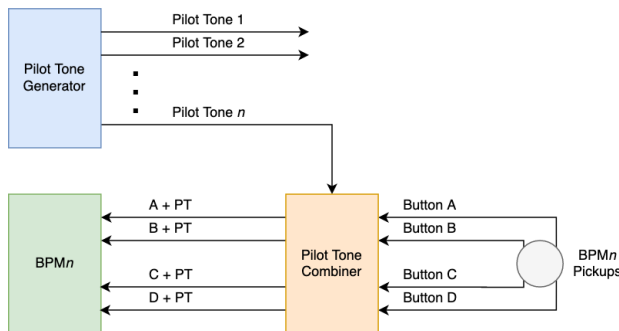 Pilot Tone 1
Pilot Tone 2
Pilot Tone
Generator
Pilot Tone n
A + PT
B + PT
C + PT
D + PT
BPMn
Pilot Tone
Combiner
Button A
Button B
Button C
Button D
BPMn
Pickups